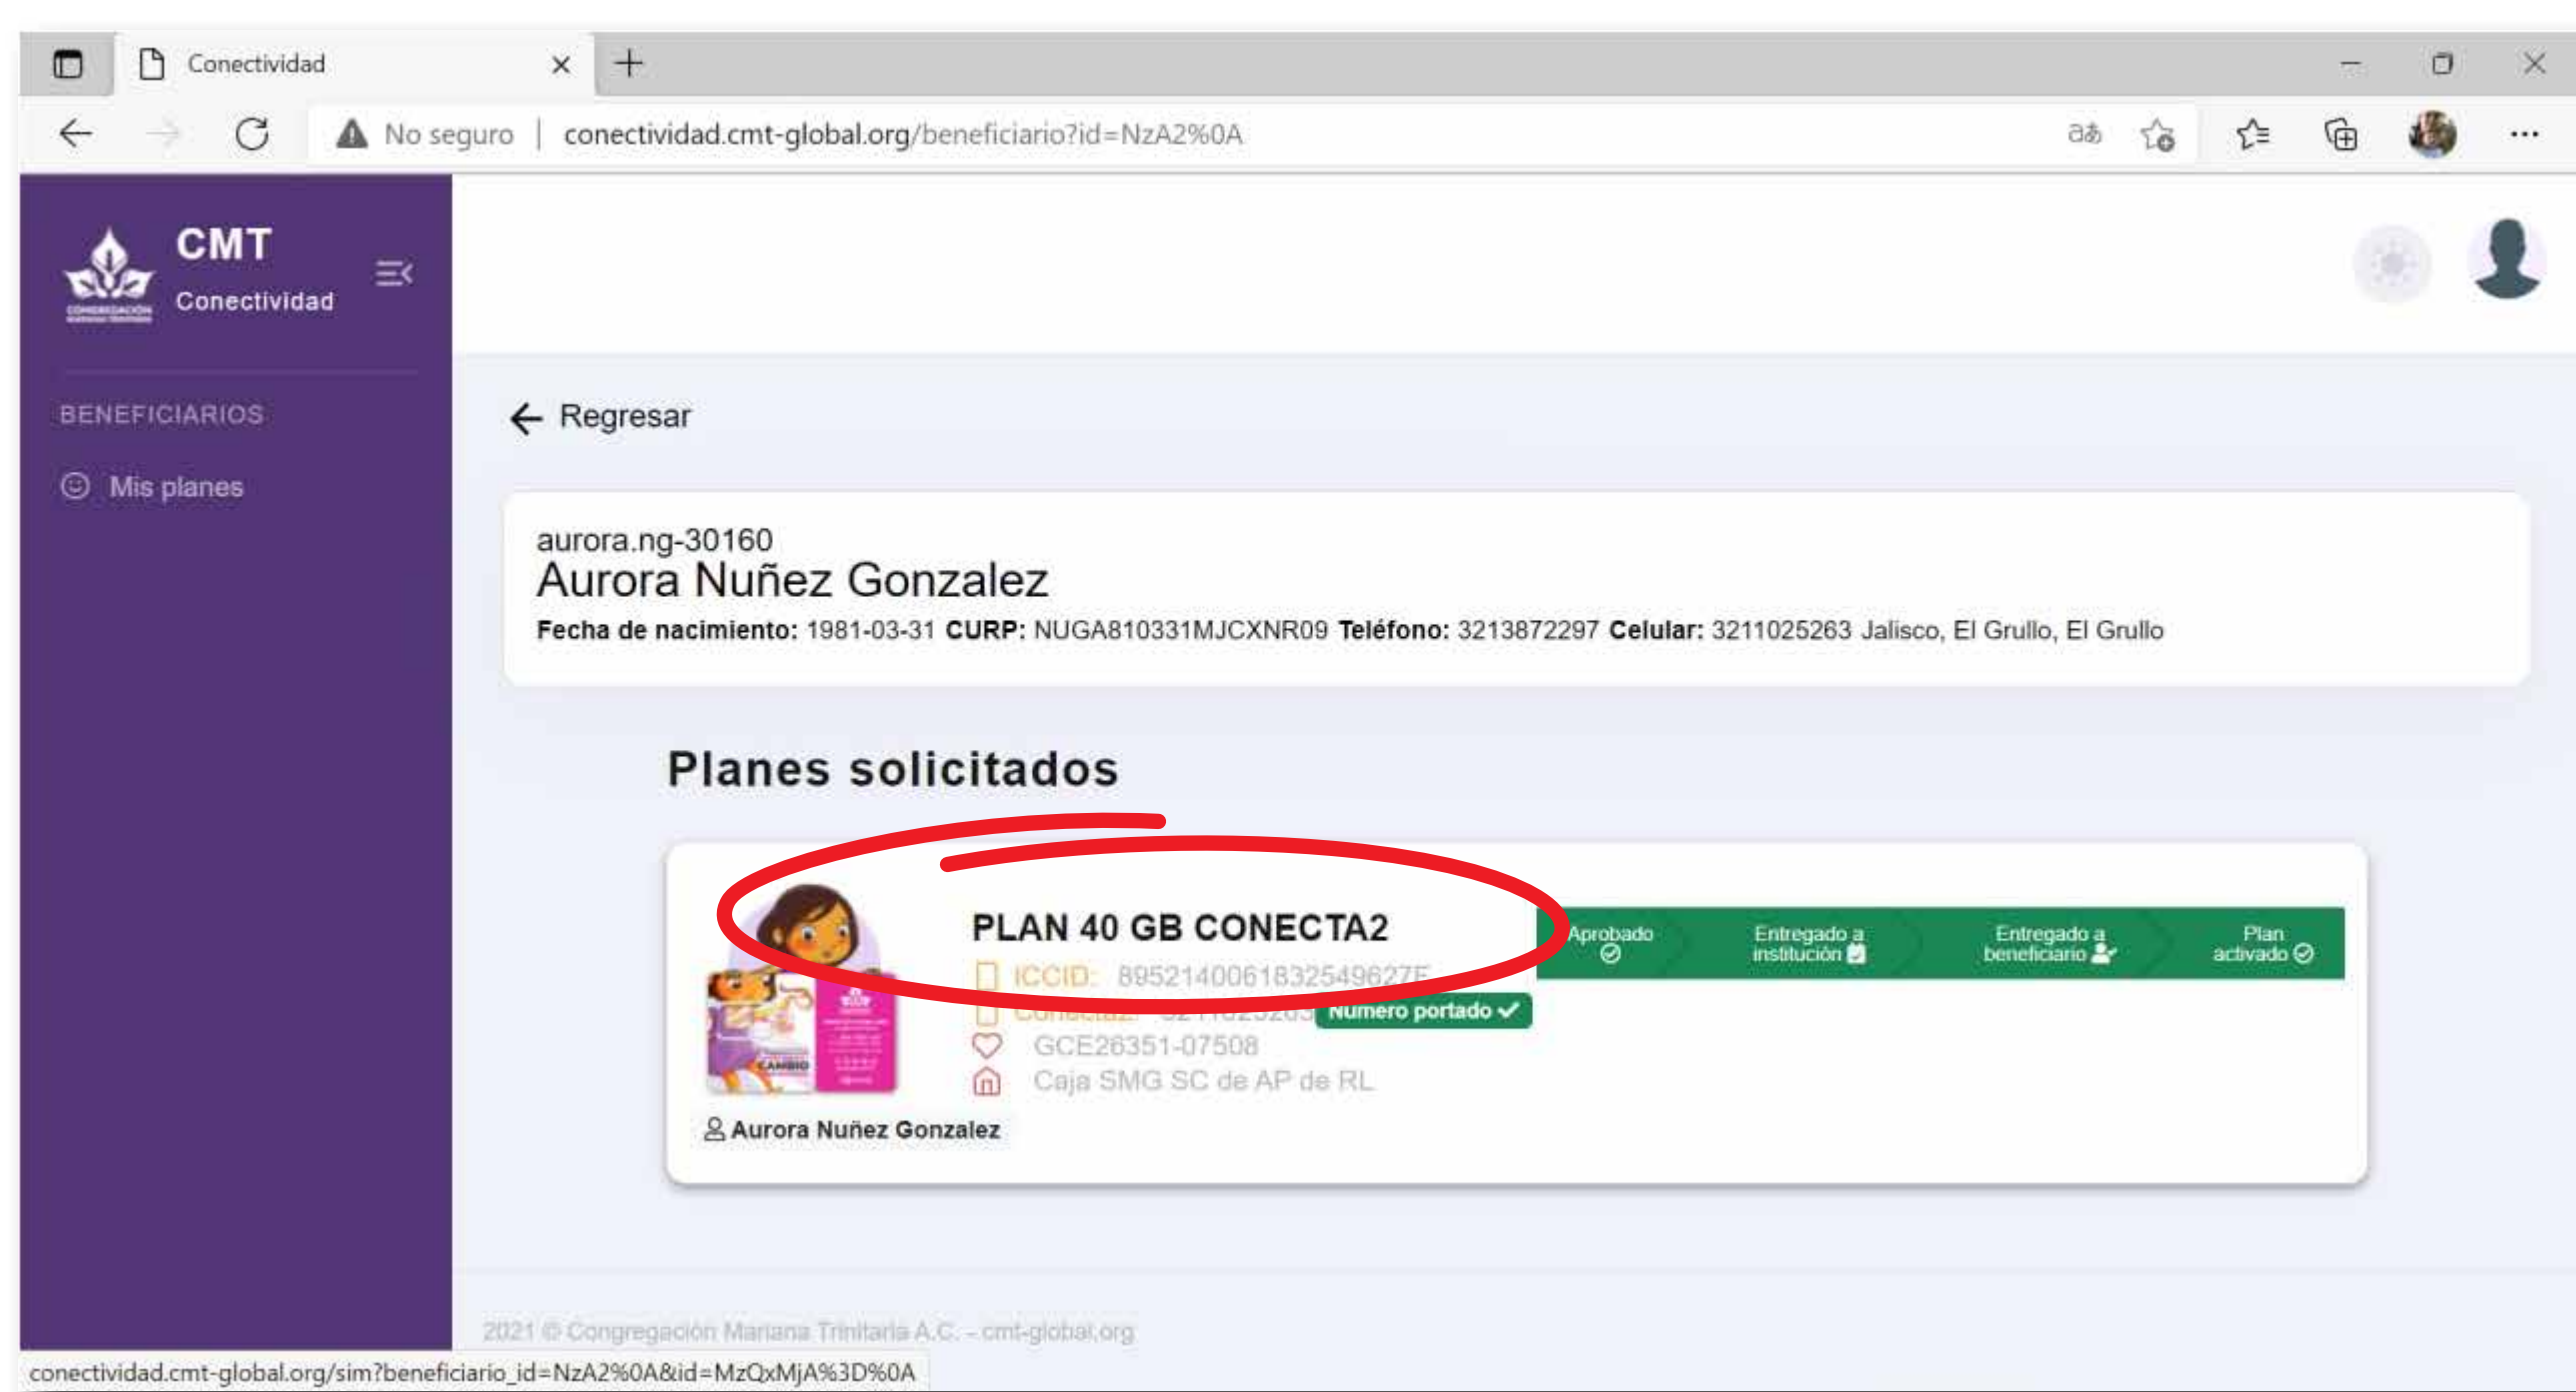 Conectividad
No seguro | conectividad.cmt-global.org/beneficiario?id=NzA2%0A
CMT
Conectividad
CONGREGACIÓN
BENEFICIARIOS
Mis planes
Regresar
aurora.ng-30160
Aurora Nuñez Gonzalez
Fecha de nacimiento: 1981-03-31 CURP: NUGA810331MJCXNR09 Teléfono: 3213872297 Celular: 3211025263 Jalisco, El Grullo, El Grullo
Planes solicitados
PLAN 40 GB CONECTA2
ICCID: 8952140061832549627F
Número portado
GCE26351-07508
Caja SMG SC de AP de RL
CAMBIO
Aurora Nuñez Gonzalez
Aprobado
Entregado a
institución
Entregado a
beneficiario
Plan
activado
2021 © Congregación Mariana Trinitaria A.C. - cmt-global.org
conectividad.cmt-global.org/sim?beneficiario_id=NzA2%0A&id=MzQxMjA%3D%0A